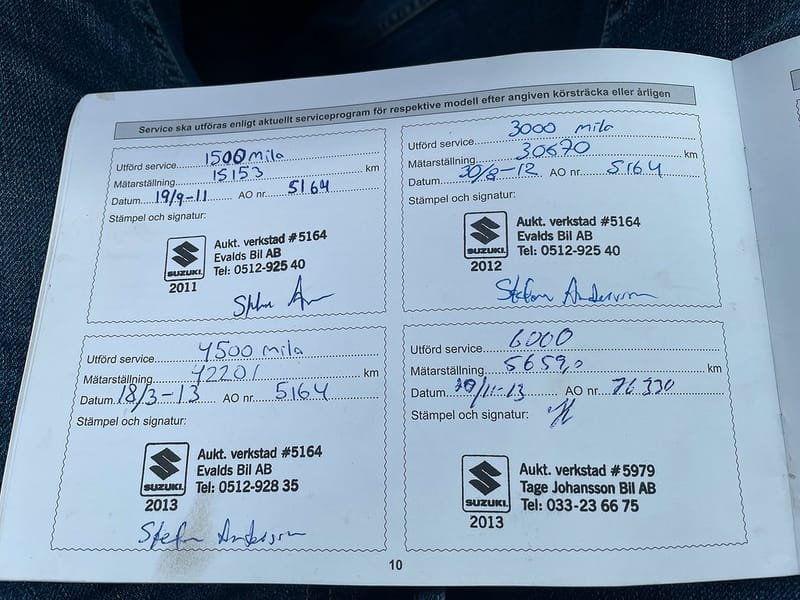 Service ska utföras enligt aktuellt serviceprogram för respektive modell efter angiven körsträcka eller årligen
Utförd service 1500 mila
Mätarställning 15153 km
Datum 19/9-11 AO nr. 5164
Stämpel och signatur:
SUZUKI
2011
Aukt. verkstad #5164
Evalds Bil AB
Tel: 0512-925 40
Utförd service 3000 mila
Mätarställning 30670 km
Datum 30/8-12 AO nr. 5164
Stämpel och signatur:
SUZUKI
2012
Aukt. verkstad #5164
Evalds Bil AB
Tel: 0512-925 40
Stefan Andersson
Utförd service 4500 mila
Mätarställning 42201 km
Datum 18/3-13 AO nr. 5164
Stämpel och signatur:
SUZUKI
2013
Aukt. verkstad #5164
Evalds Bil AB
Tel: 0512-928 35
Stefan Andersson
Utförd service 6000
Mätarställning 5659,0 km
Datum /11-13 AO nr. 26330
Stämpel och signatur:
SUZUKI
2013
Aukt. verkstad #5979
Tage Johansson Bil AB
Tel: 033-23 66 75
10